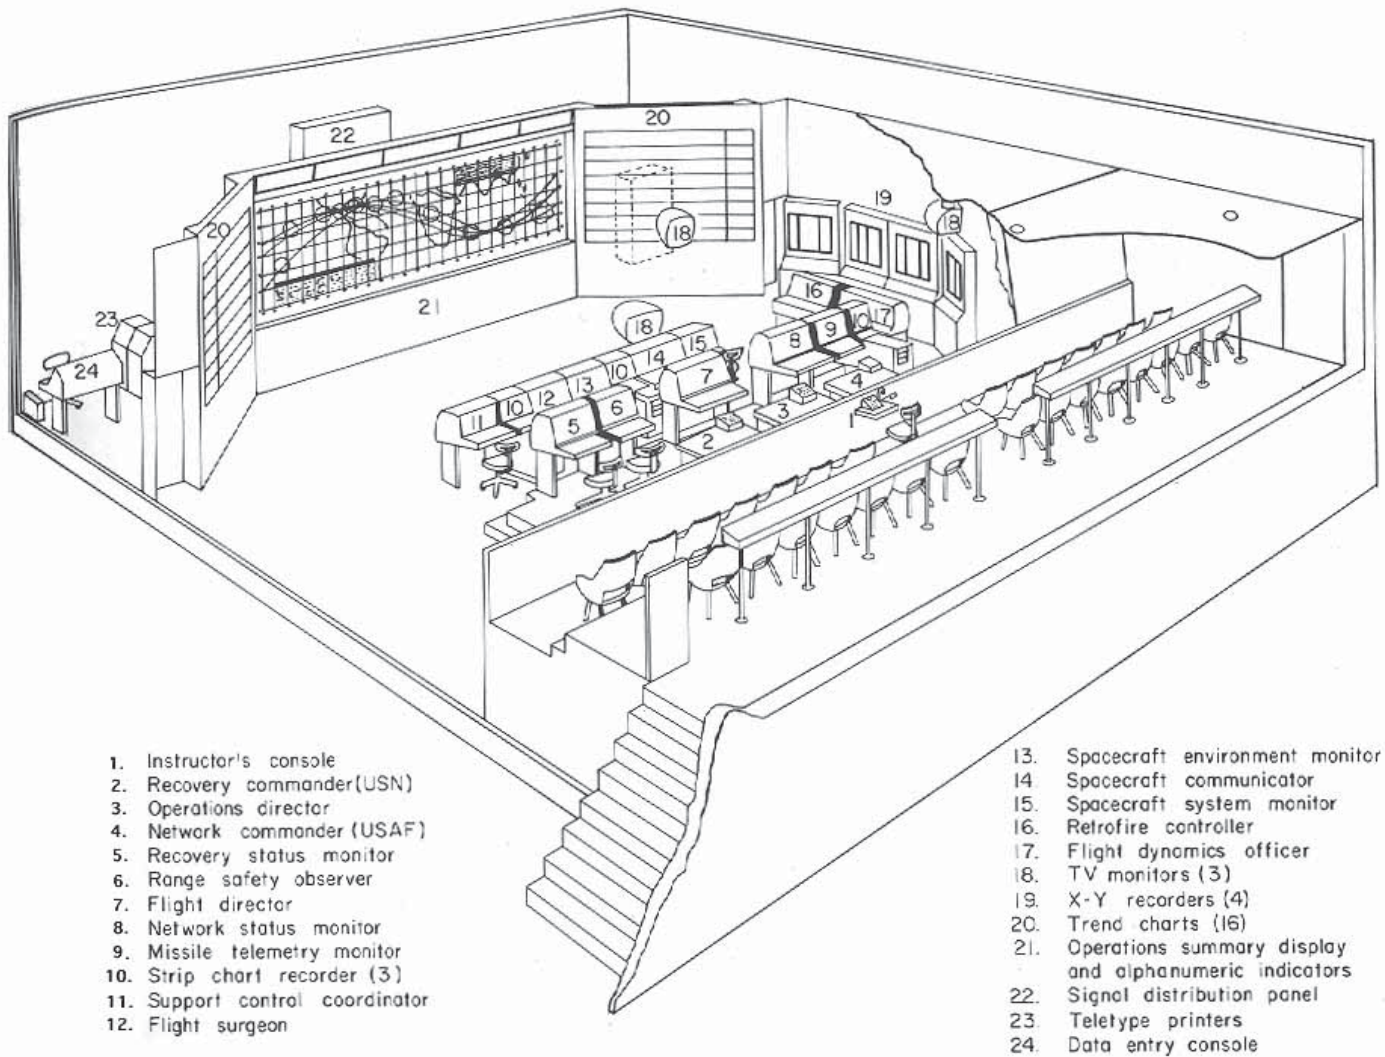 22
20
20
18
19
18
21
23
24
18
16
17
10
9
8
15
14
10
13
12
10
11
7
6
5
4
3
2
1
1. Instructor's console
2. Recovery commander (USN)
3. Operations director
4. Network commander (USAF)
5. Recovery status monitor
6. Range safety observer
7. Flight director
8. Network status monitor
9. Missile telemetry monitor
10. Strip chart recorder (3)
11. Support control coordinator
12. Flight surgeon
13. Spacecraft environment monitor
14. Spacecraft communicator
15. Spacecraft system monitor
16. Retrofire controller
17. Flight dynamics officer
18. TV monitors (3)
19. X-Y recorders (4)
20. Trend charts (16)
21. Operations summary display
and alphanumeric indicators
22. Signal distribution panel
23. Teletype printers
24. Data entry console